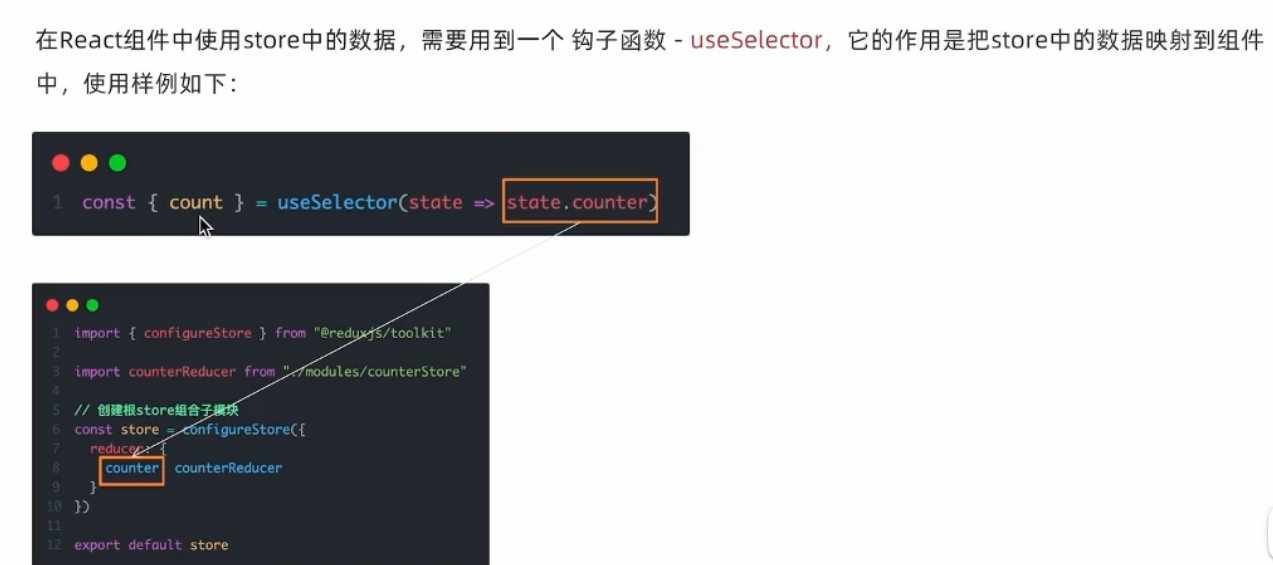 在React组件中使用store中的数据，需要用到一个 钩子函数 - useSelector，它的作用是把store中的数据映射到组件
中，使用样例如下：
1 const { count } = useSelector(state => state.counter)
1 import { configureStore } from "@reduxjs/toolkit"
2
3 import counterReducer from "./modules/counterStore"
4
5 // 创建根store组合子模块
6 const store = configureStore({
7 reducer: {
8 counter counterReducer
9 }
10 })
11
12 export default store